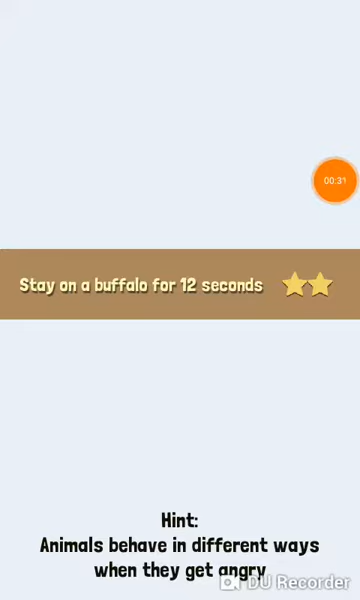 00:31
Stay on a buffalo for 12 seconds
Hint:
Animals behave in different ways
when they get angry
DU Recorder